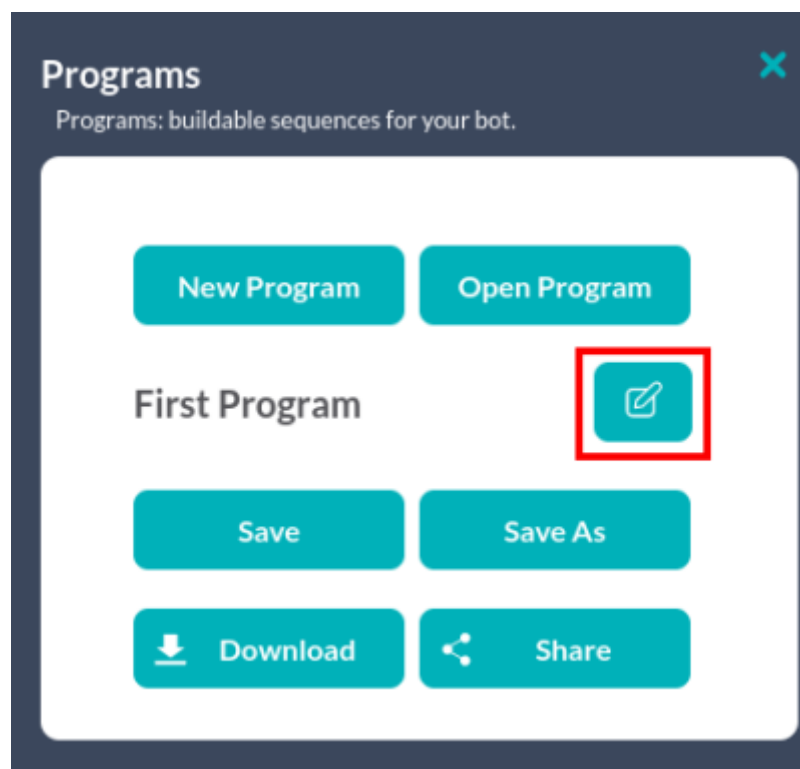 Programs
Programs: buildable sequences for your bot.
New Program
Open Program
First Program
Save
Save As
Download
Share